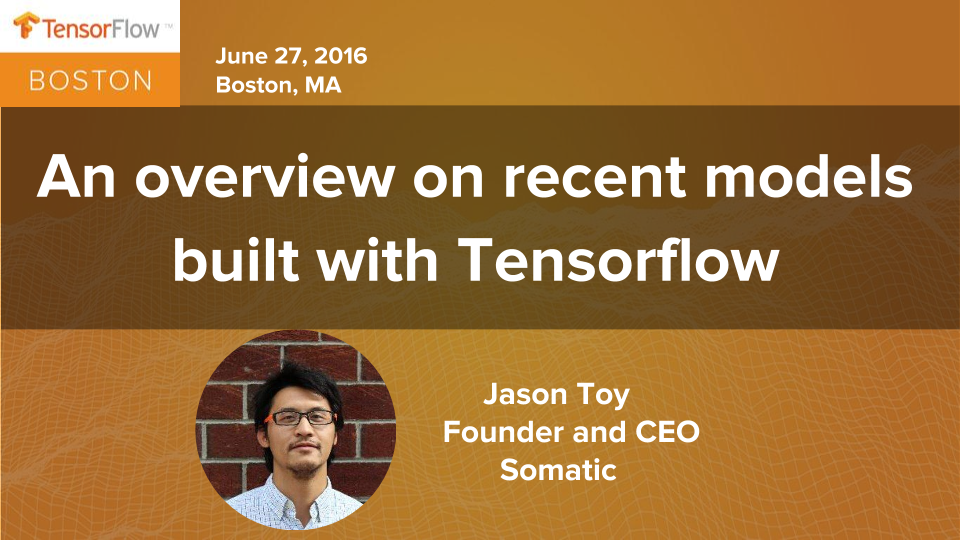 TensorFlow™
BOSTON
June 27, 2016
Boston, MA
An overview on recent models
built with Tensorflow
Jason Toy
Founder and CEO
Somatic